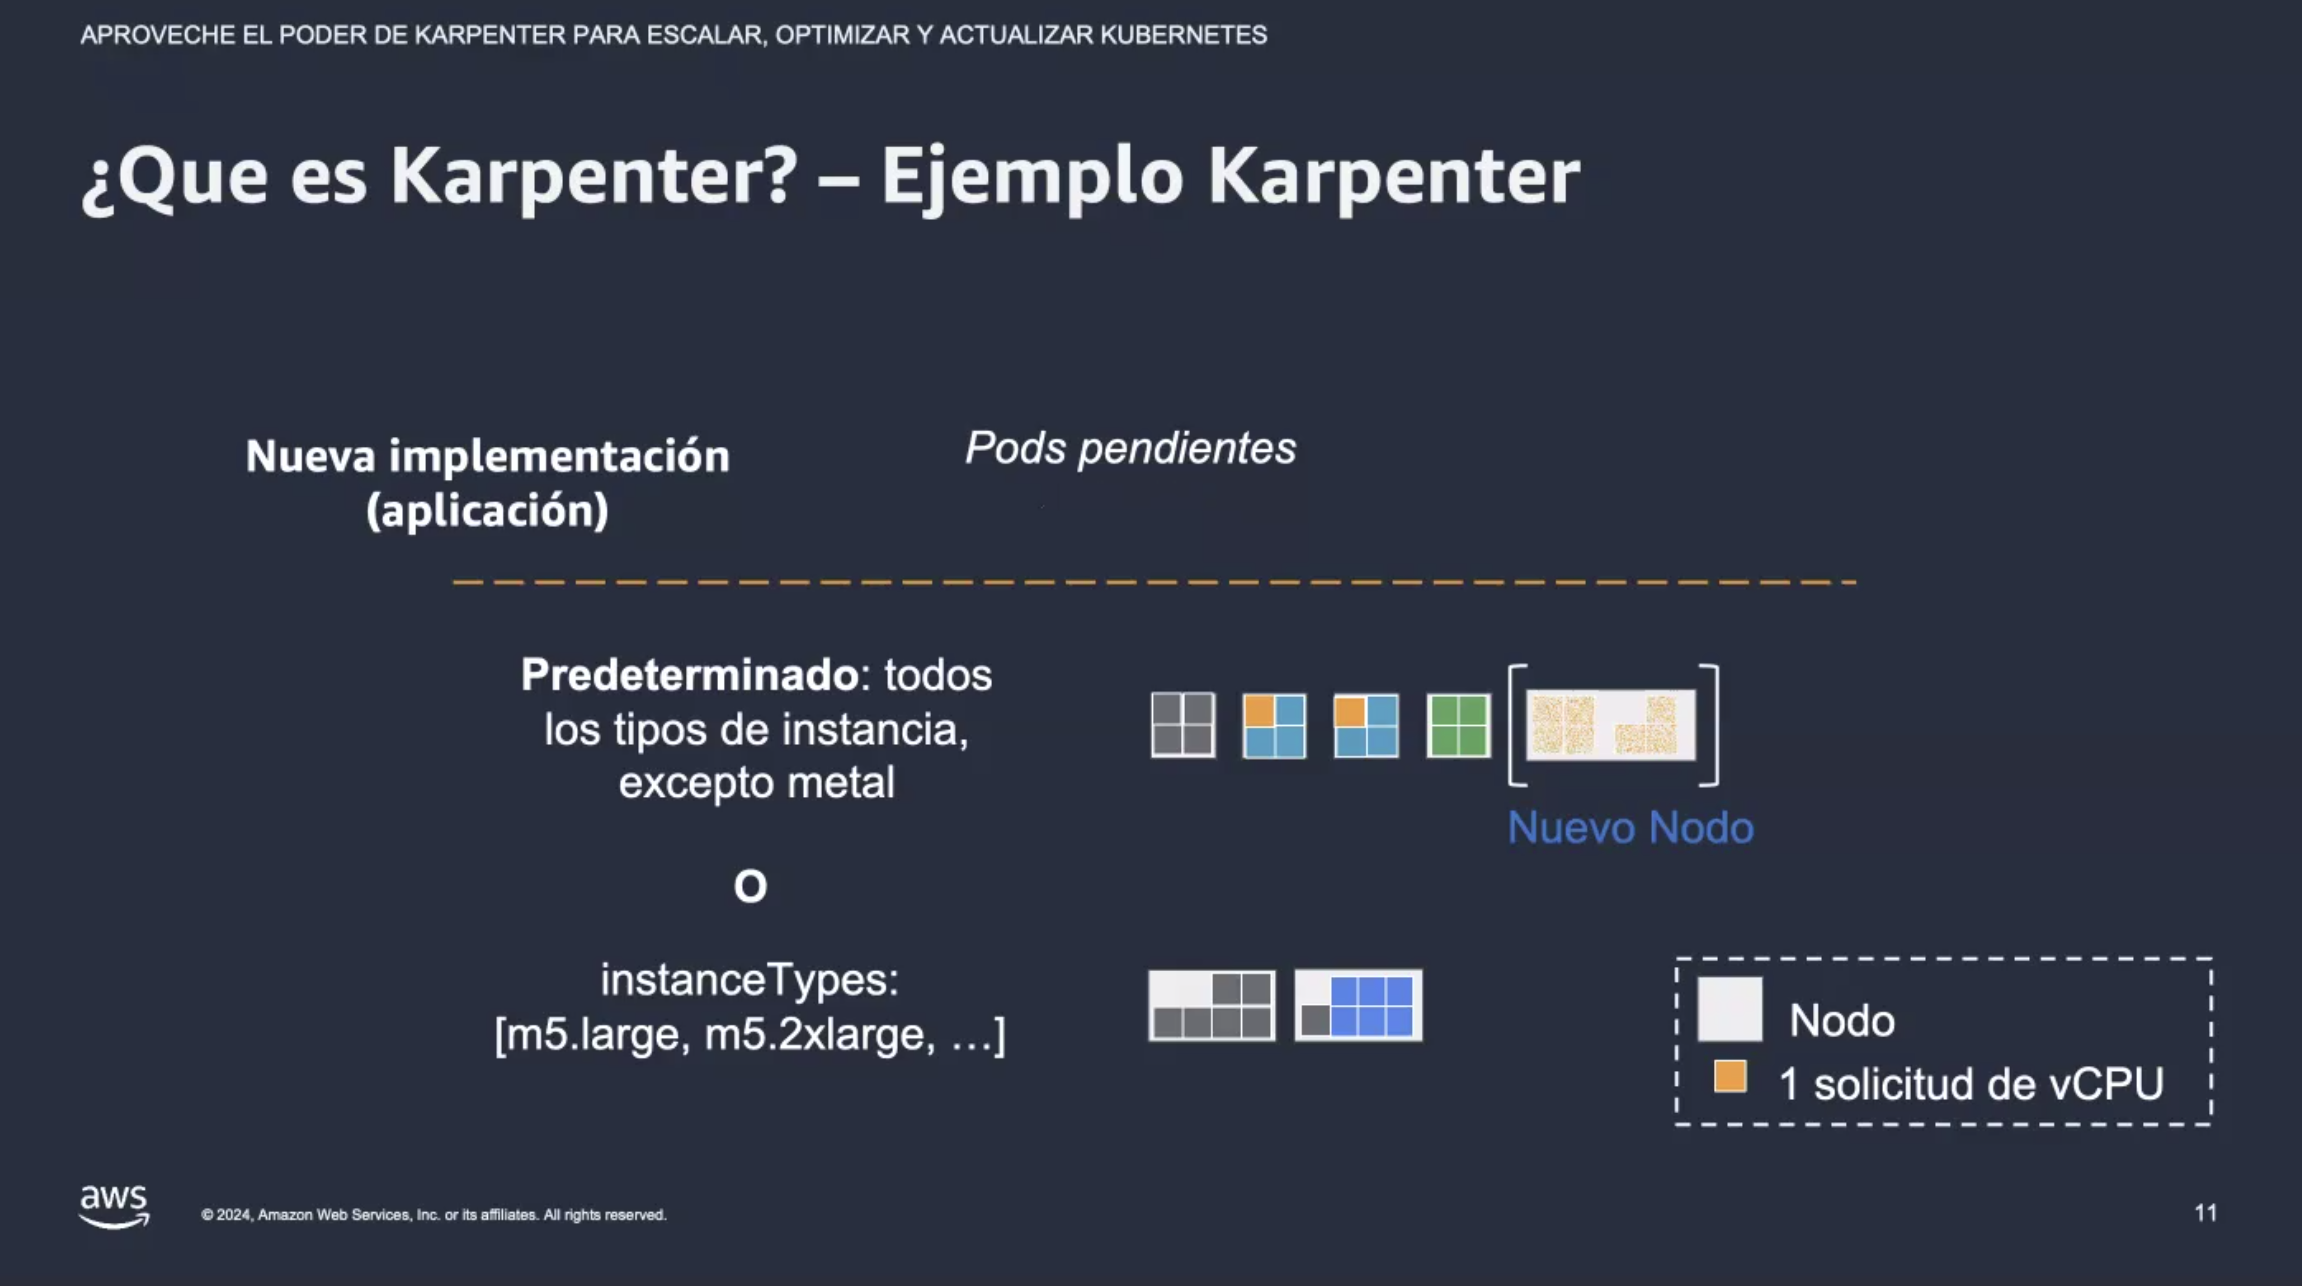 APROVECHE EL PODER DE KARPENTER PARA ESCALAR, OPTIMIZAR Y ACTUALIZAR KUBERNETES
¿Que es Karpenter? – Ejemplo Karpenter
Nueva implementación
(aplicación)
Pods pendientes
Predeterminado: todos
los tipos de instancia,
excepto metal
Nuevo Nodo
O
instanceTypes:
[m5.large, m5.2xlarge, …]
Nodo
1 solicitud de vCPU
aws
© 2024, Amazon Web Services, Inc. or its affiliates. All rights reserved.
11